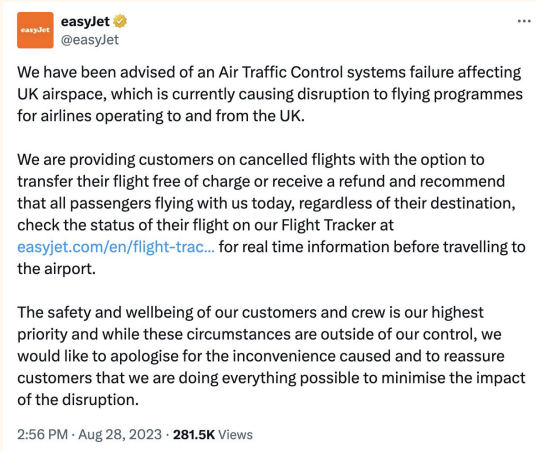 easyJet
easyJet
@easyJet
We have been advised of an Air Traffic Control systems failure affecting
UK airspace, which is currently causing disruption to flying programmes
for airlines operating to and from the UK.
We are providing customers on cancelled flights with the option to
transfer their flight free of charge or receive a refund and recommend
that all passengers flying with us today, regardless of their destination,
check the status of their flight on our Flight Tracker at
easyjet.com/en/flight-trac... for real time information before travelling to
the airport.
The safety and wellbeing of our customers and crew is our highest
priority and while these circumstances are outside of our control, we
would like to apologise for the inconvenience caused and to reassure
customers that we are doing everything possible to minimise the impact
of the disruption.
2:56 PM · Aug 28, 2023 · 281.5K Views